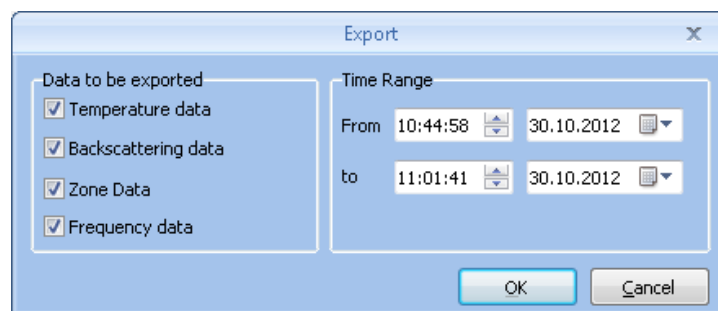 Export
Data to be exported
Temperature data
Backscattering data
Zone Data
Frequency data
Time Range
From 10:44:58 30.10.2012
to 11:01:41 30.10.2012
OK Cancel